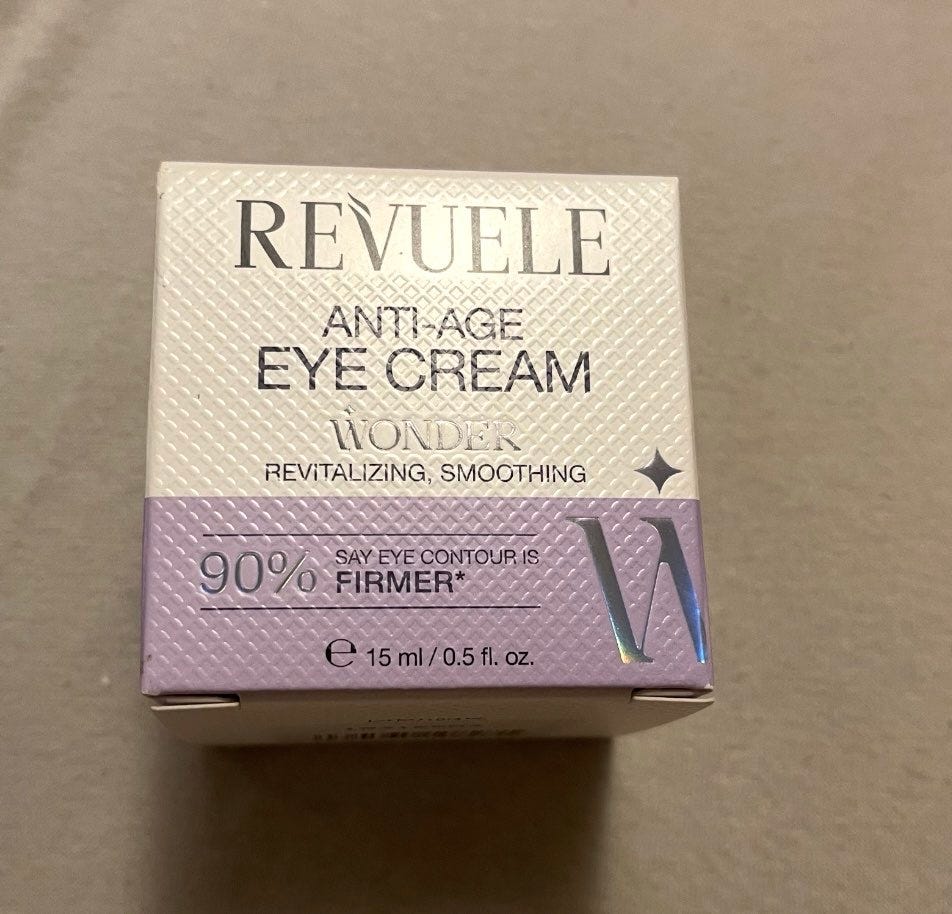 REVUELE
ANTI-AGE
EYE CREAM
WONDER
REVITALIZING, SMOOTHING
90% SAY EYE CONTOUR IS
FIRMER*
W
℮ 15 ml / 0.5 fl. oz.